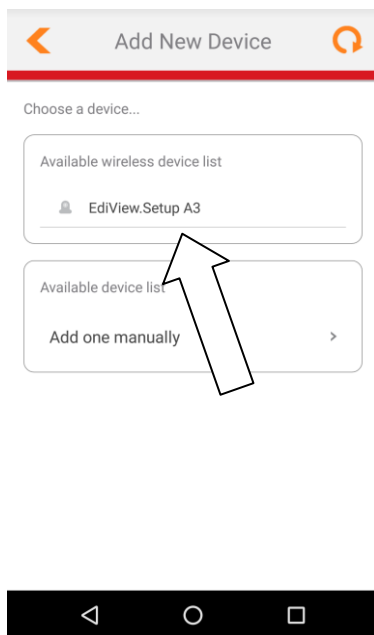 Add New Device
Choose a device...
Available wireless device list
EdiView.Setup A3
Available device list
Add one manually